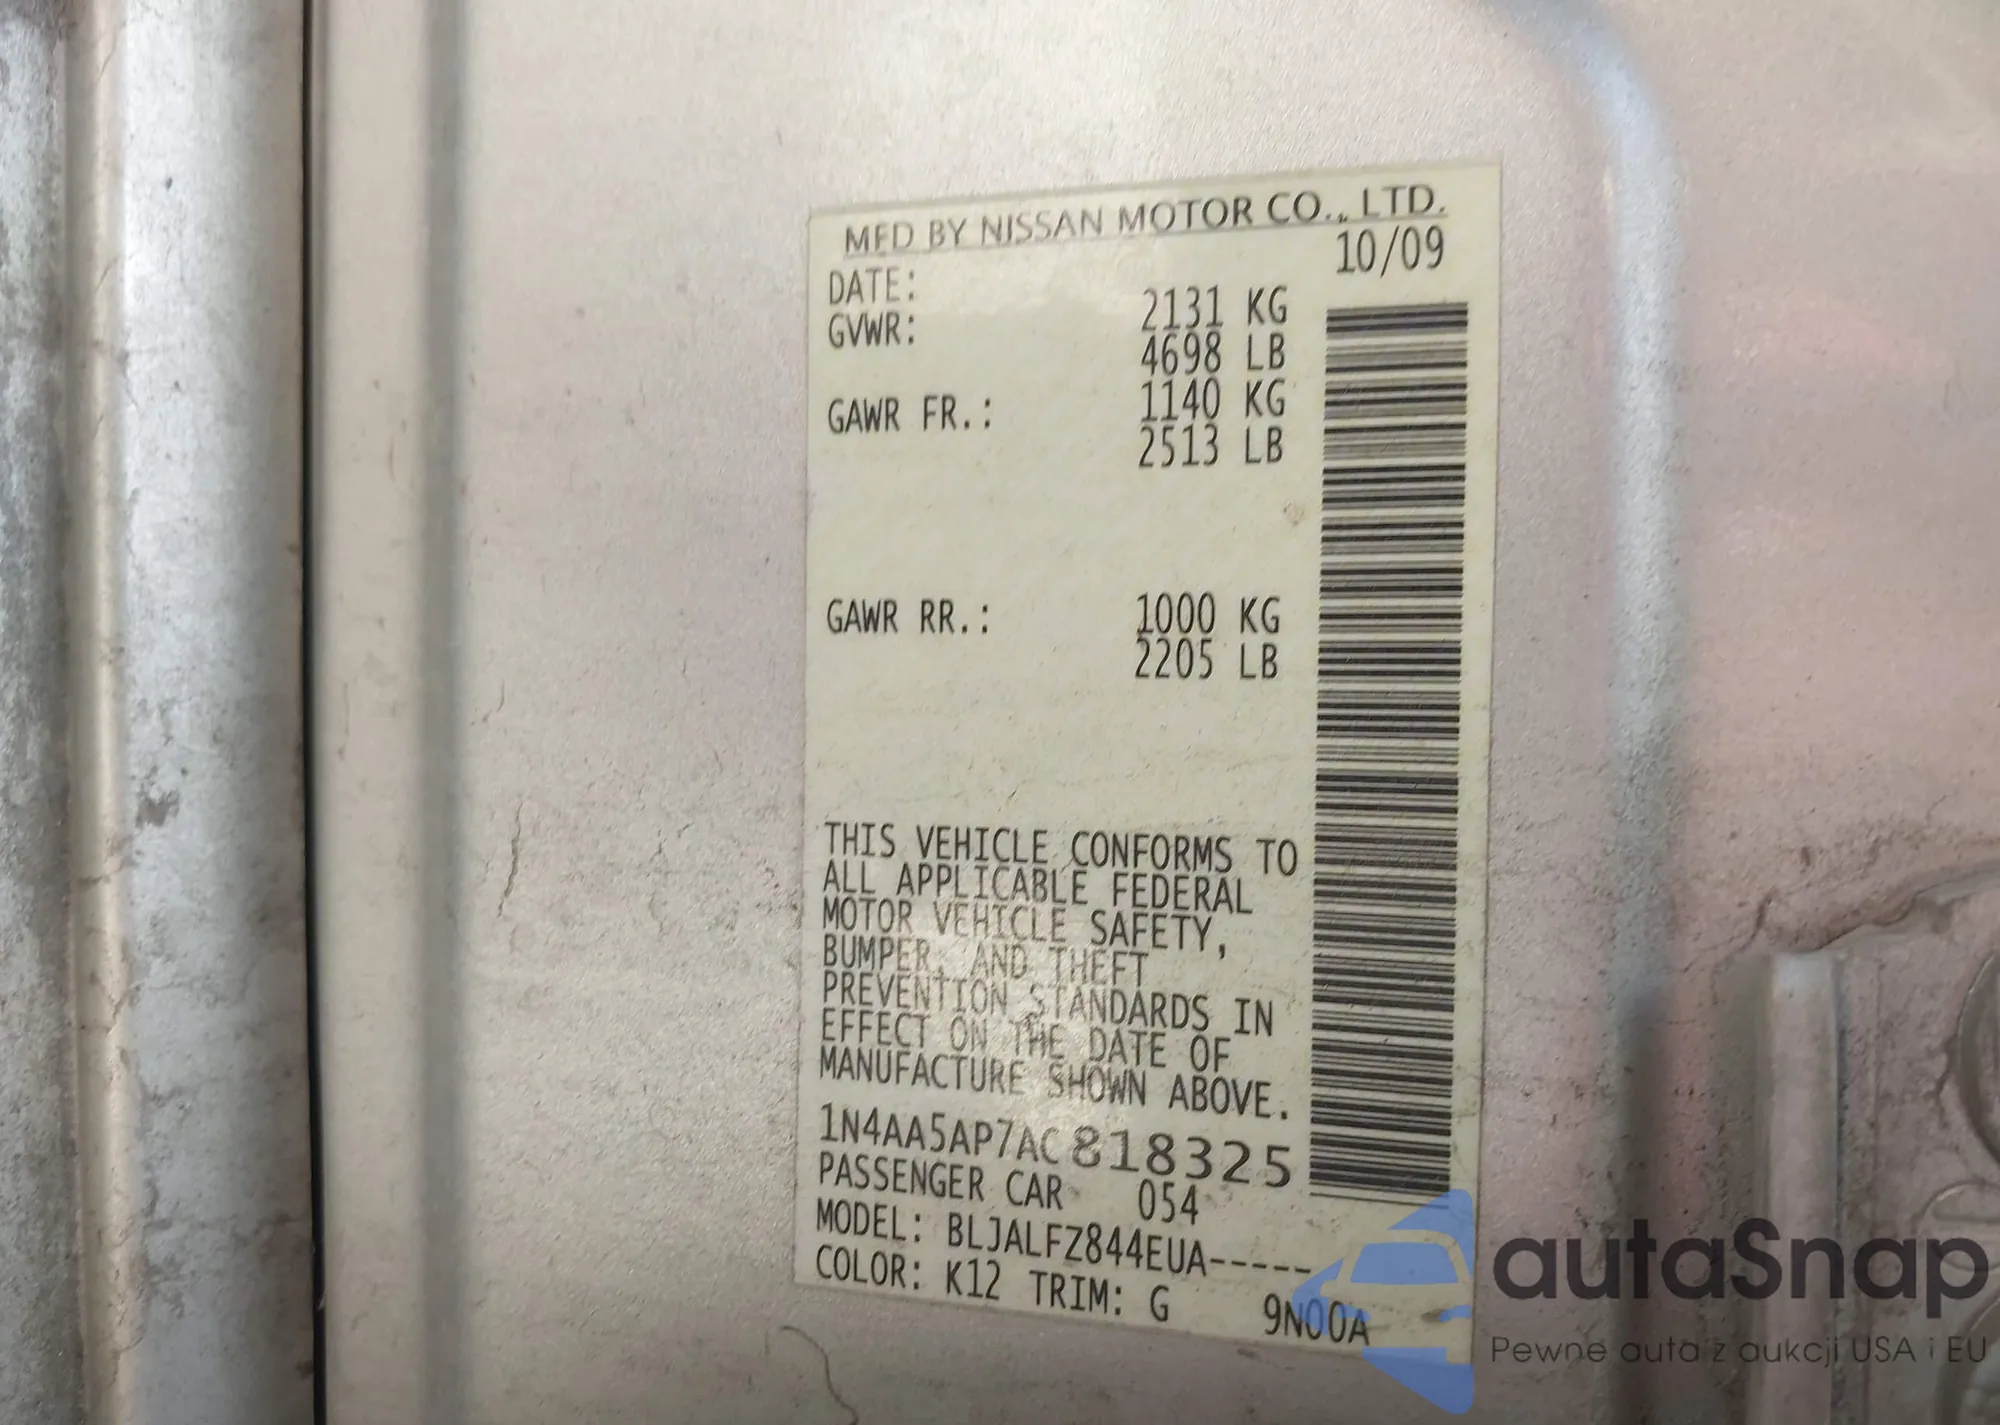 MFD BY NISSAN MOTOR CO., LTD.
DATE: 10/09
GVWR: 2131 KG
4698 LB
GAWR FR.: 1140 KG
2513 LB
GAWR RR.: 1000 KG
2205 LB
THIS VEHICLE CONFORMS TO
ALL APPLICABLE FEDERAL
MOTOR VEHICLE SAFETY,
BUMPER, AND THEFT
PREVENTION STANDARDS IN
EFFECT ON THE DATE OF
MANUFACTURE SHOWN ABOVE.
1N4AA5AP7AC818325
PASSENGER CAR 054
MODEL: BLJALFZ844EUA-----
COLOR: K12 TRIM: G 9N00A
autaSnap
Pewne auta z aukcji USA i EU